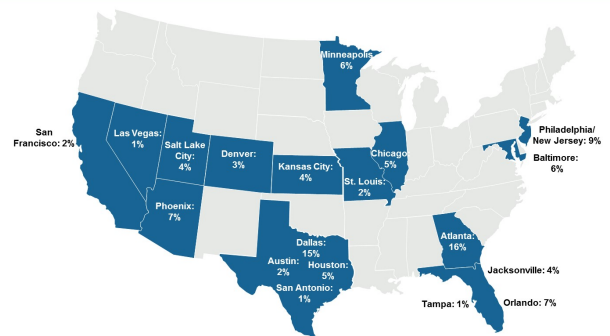 Minneapolis
6%
San
Francisco: 2%
Las Vegas:
1%
Salt Lake
City:
4%
Denver:
3%
Kansas City:
4%
Chicago
5%
St. Louis:
2%
Philadelphia/
New Jersey: 9%
Baltimore:
6%
Phoenix:
7%
Dallas:
15%
Austin:
2%
Houston:
5%
San Antonio:
1%
Atlanta:
16%
Jacksonville: 4%
Tampa: 1%
Orlando: 7%